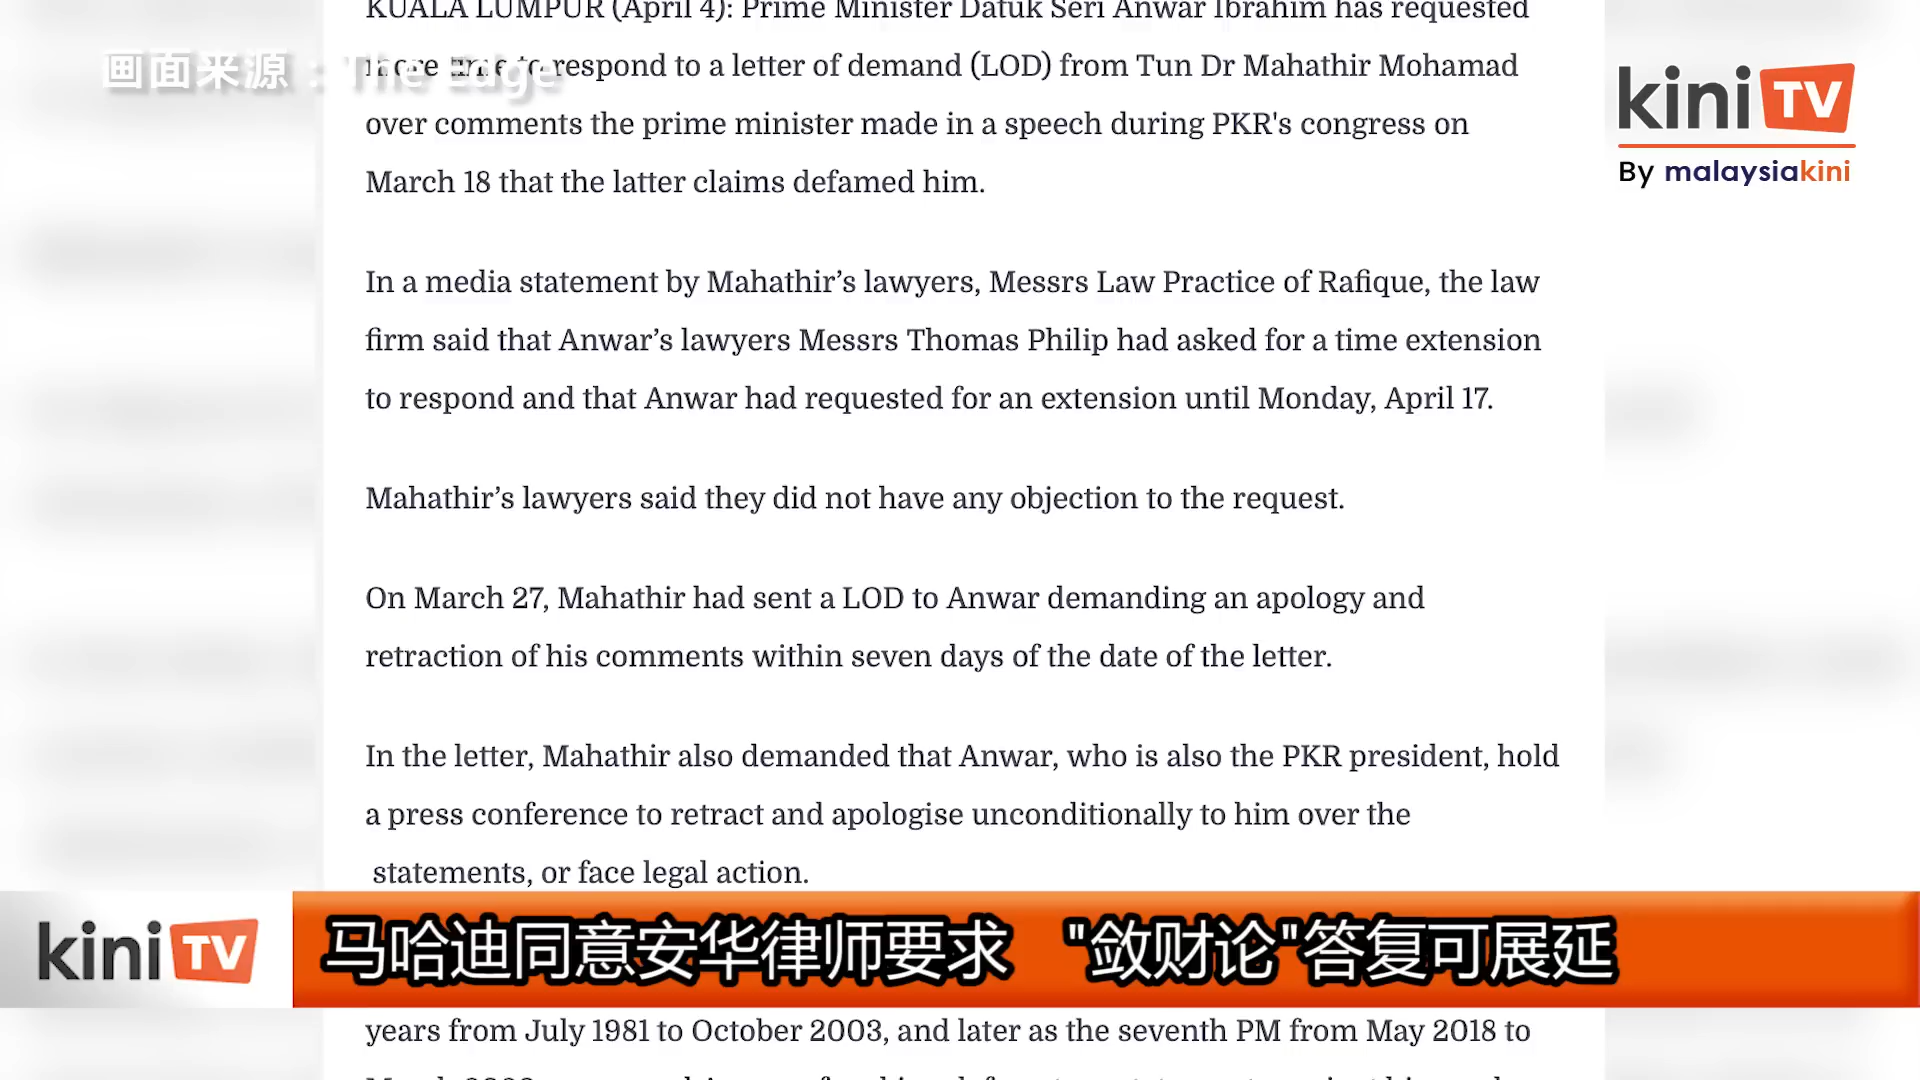 KUALA LUMPUR (April 4): Prime Minister Datuk Seri Anwar Ibrahim has requested
画面来源：The Edge
more time to respond to a letter of demand (LOD) from Tun Dr Mahathir Mohamad
over comments the prime minister made in a speech during PKR's congress on
March 18 that the latter claims defamed him.
kini TV
By malaysiakini
In a media statement by Mahathir’s lawyers, Messrs Law Practice of Rafique, the law
firm said that Anwar’s lawyers Messrs Thomas Philip had asked for a time extension
to respond and that Anwar had requested for an extension until Monday, April 17.
Mahathir’s lawyers said they did not have any objection to the request.
On March 27, Mahathir had sent a LOD to Anwar demanding an apology and
retraction of his comments within seven days of the date of the letter.
In the letter, Mahathir also demanded that Anwar, who is also the PKR president, hold
a press conference to retract and apologise unconditionally to him over the
statements, or face legal action.
kini TV
马哈迪同意安华律师要求 "敛财论"答复可展延
years from July 1981 to October 2003, and later as the seventh PM from May 2018 to